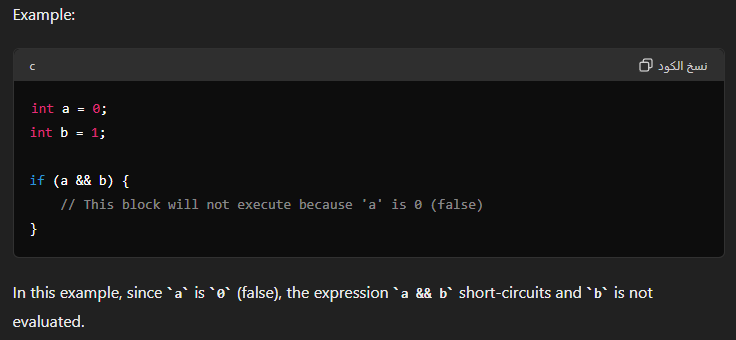 Example:
c
نسخ الكود
int a = 0;
int b = 1;
if (a && b) {
// This block will not execute because 'a' is 0 (false)
}
In this example, since `a` is `0` (false), the expression `a && b` short-circuits and `b` is not
evaluated.